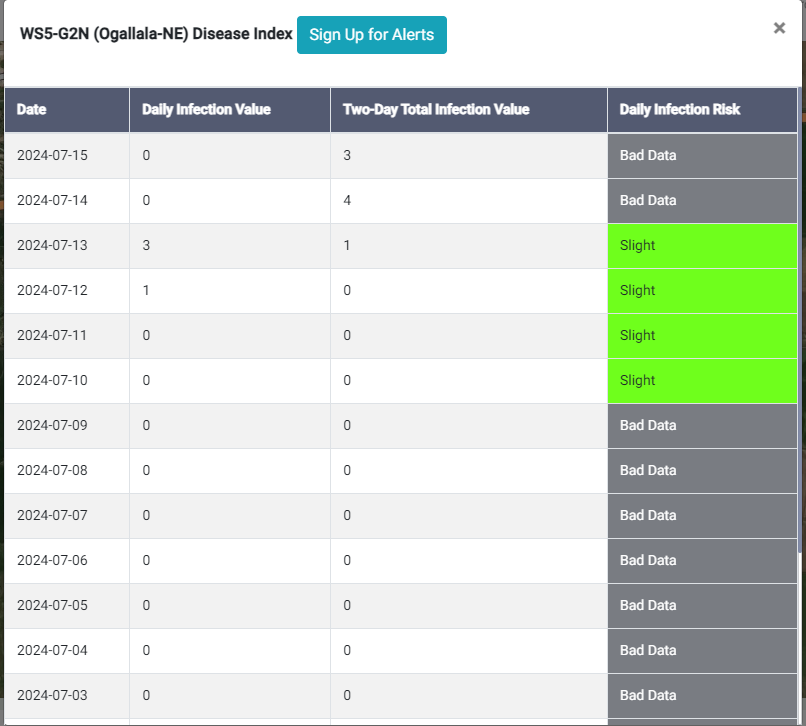 WS5-G2N (Ogallala-NE) Disease Index Sign Up for Alerts ×
Date Daily Infection Value Two-Day Total Infection Value Daily Infection Risk
2024-07-15 0 3 Bad Data
2024-07-14 0 4 Bad Data
2024-07-13 3 1 Slight
2024-07-12 1 0 Slight
2024-07-11 0 0 Slight
2024-07-10 0 0 Slight
2024-07-09 0 0 Bad Data
2024-07-08 0 0 Bad Data
2024-07-07 0 0 Bad Data
2024-07-06 0 0 Bad Data
2024-07-05 0 0 Bad Data
2024-07-04 0 0 Bad Data
2024-07-03 0 0 Bad Data